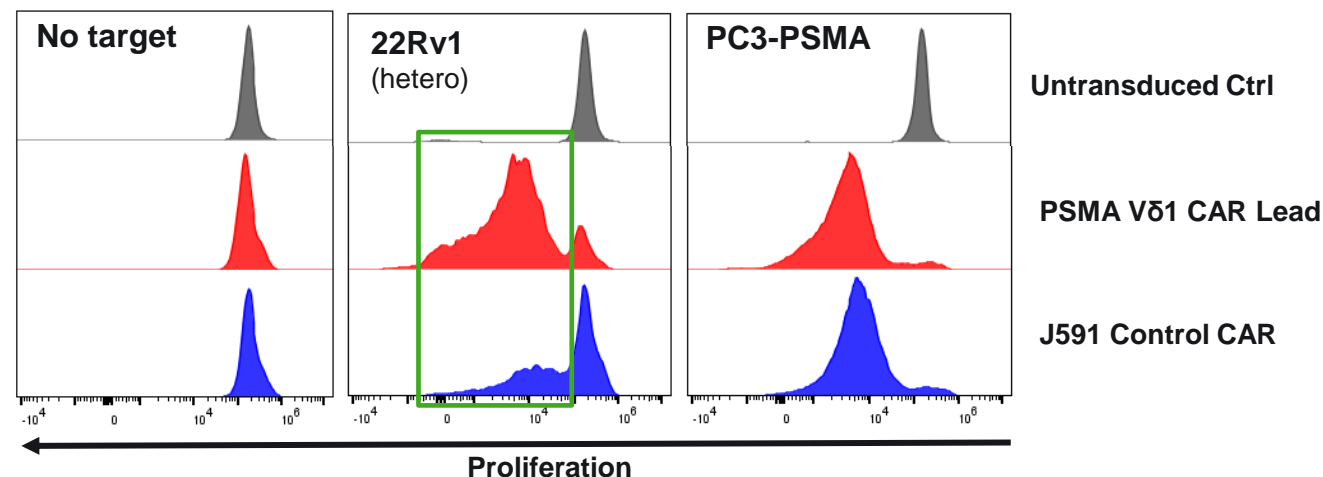 No target
22Rv1
(hetero)
PC3-PSMA
Untransduced Ctrl
PSMA Vδ1 CAR Lead
J591 Control CAR
-10^4 0 10^4 10^6
-10^4 0 10^4 10^6
-10^4 0 10^4 10^6
Proliferation